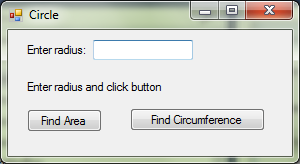 Circle
Enter radius:
Enter radius and click button
Find Area Find Circumference